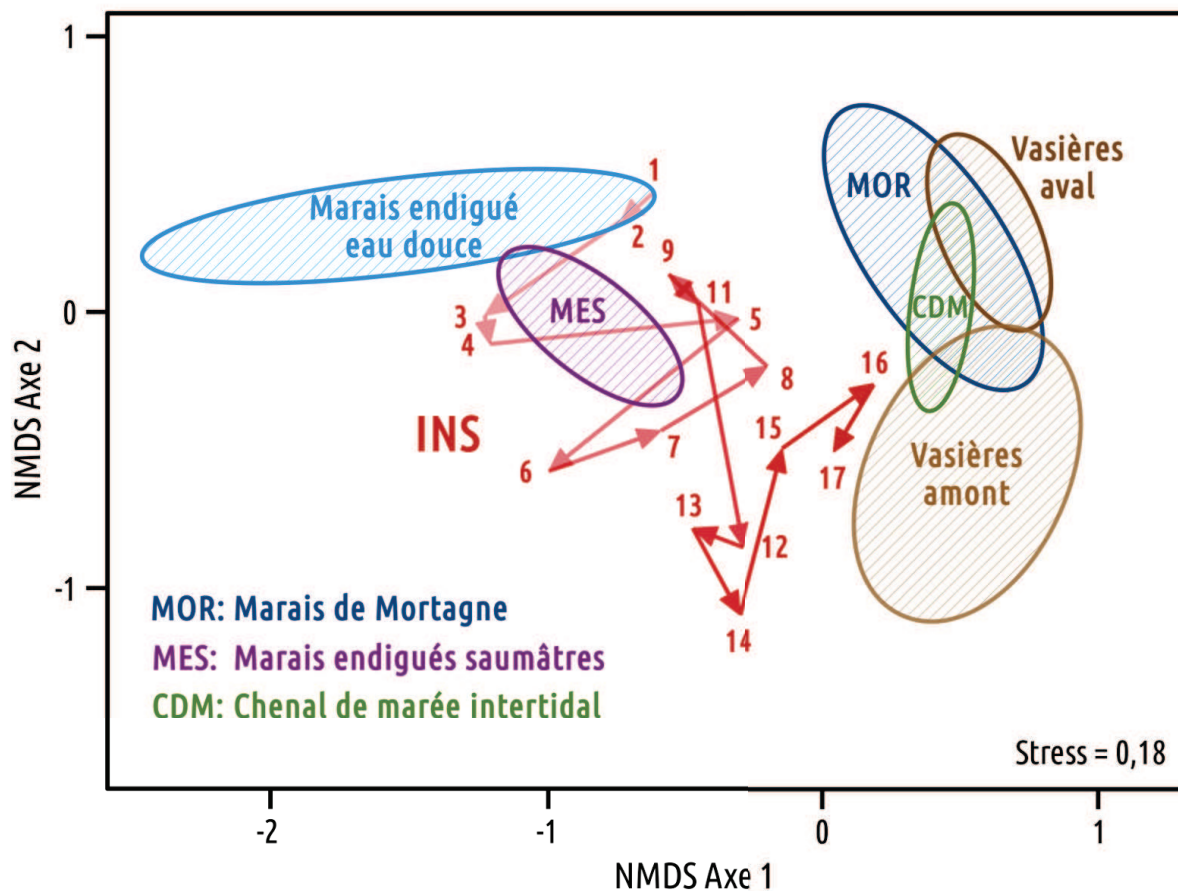 1
Vasières
aval
MOR
1
Marais endigué
eau douce
2
9
11
5
3
4
MES
CDM
0
8
16
INS
7
15
6
17
Vasières
amont
13
12
-1
14
MOR: Marais de Mortagne
MES: Marais endigués saumâtres
CDM: Chenal de marée intertidal
Stress = 0,18
NMDS Axe 2
-2
-1
0
1
NMDS Axe 1